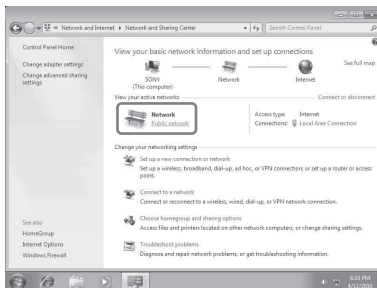 « Network and Internet ▸ Network and Sharing Center
Search Control Panel
Control Panel Home
Change adapter settings
Change advanced sharing
settings
See also
HomeGroup
Internet Options
Windows Firewall
View your basic network information and set up connections
See full map
SONY
(This computer)
Network
Internet
View your active networks
Connect or disconnect
Network
Public network
Access type: Internet
Connections: Local Area Connection
Change your networking settings
Set up a new connection or network
Set up a wireless, broadband, dial-up, ad hoc, or VPN connection; or set up a router or access
point.
Connect to a network
Connect or reconnect to a wireless, wired, dial-up, or VPN network connection.
Choose homegroup and sharing options
Access files and printers located on other network computers, or change sharing settings.
Troubleshoot problems
Diagnose and repair network problems, or get troubleshooting information.
6:33 PM
4/12/2010